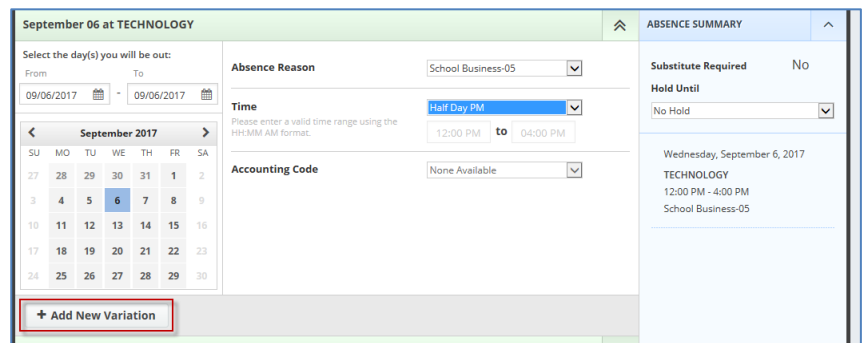 September 06 at TECHNOLOGY
Select the day(s) you will be out:
From To
09/06/2017 - 09/06/2017
September 2017
SU MO TU WE TH FR SA
27 28 29 30 31 1 2
3 4 5 6 7 8 9
10 11 12 13 14 15 16
17 18 19 20 21 22 23
24 25 26 27 28 29 30
+ Add New Variation
Absence Reason School Business-05
Time Half Day PM
Please enter a valid time range using the
HH:MM AM format.
12:00 PM to 04:00 PM
Accounting Code None Available
ABSENCE SUMMARY
Substitute Required No
Hold Until
No Hold
Wednesday, September 6, 2017
TECHNOLOGY
12:00 PM - 4:00 PM
School Business-05